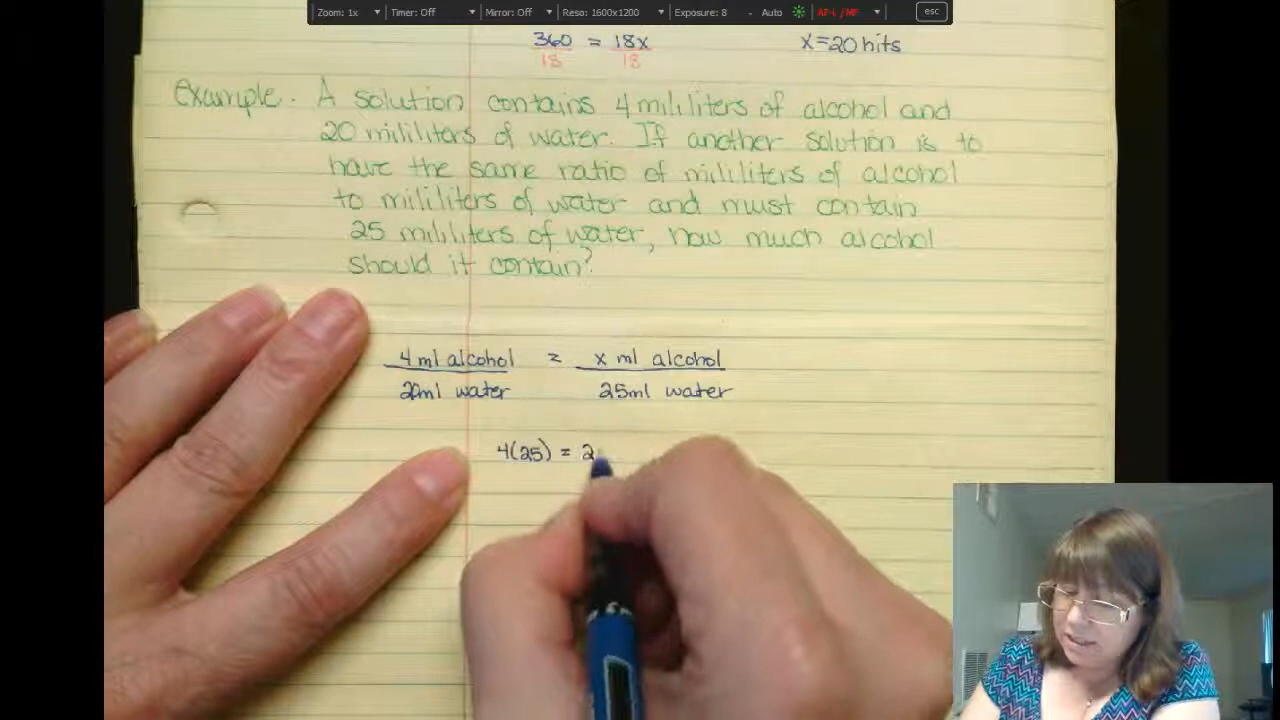 Zoom: 1x Timer: Off Mirror: Off Reso: 1600x1200 Exposure: 8 - Auto AF-L / MF esc
360 = 18x x=20 hits
18 18
Example. A solution contains 4 mililiters of alcohol and
20 mililiters of water. If another solution is to
have the same ratio of mililiters of alcohol
to mililiters of water and must contain
25 mililiters of water, how much alcohol
should it contain?
4 ml alcohol = x ml alcohol
20ml water 25ml water
4(25) = 2